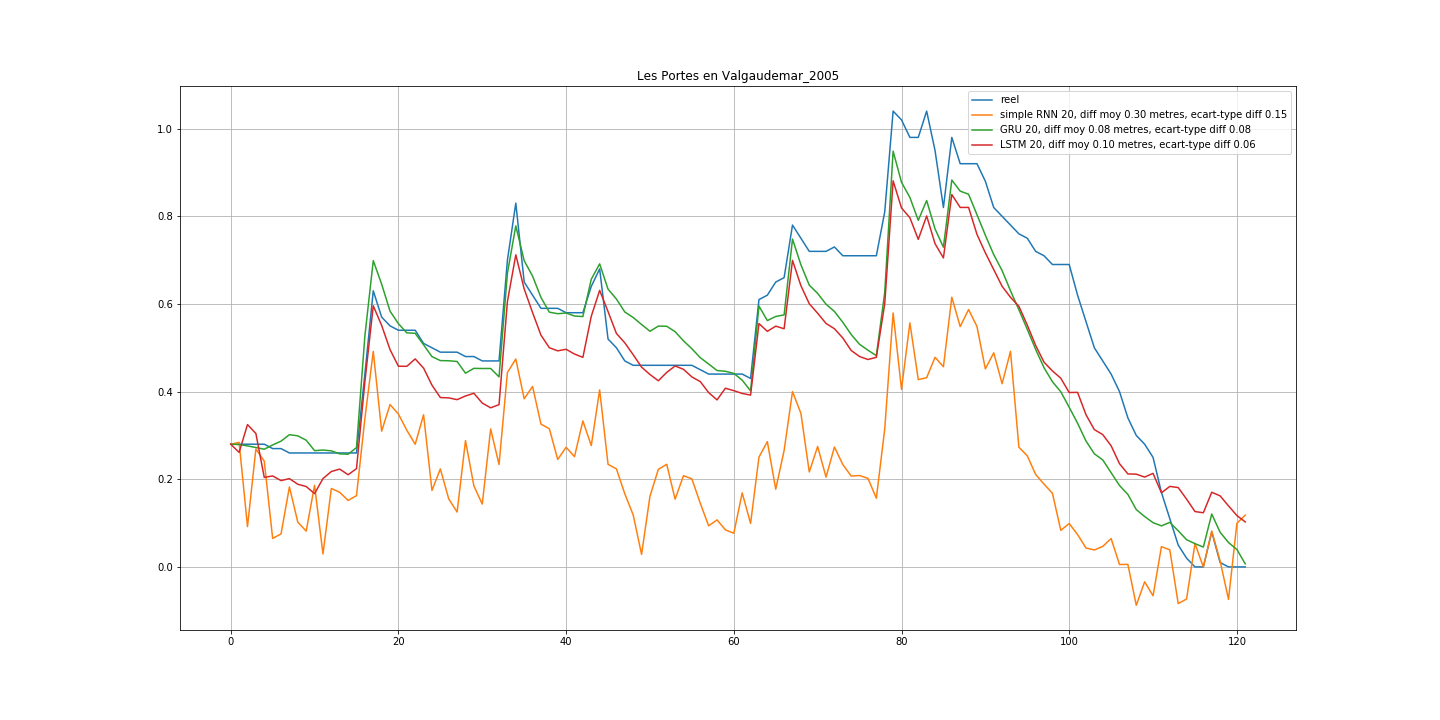 Les Portes en Valgaudemar_2005
reel
simple RNN 20, diff moy 0.30 metres, ecart-type diff 0.15
GRU 20, diff moy 0.08 metres, ecart-type diff 0.08
LSTM 20, diff moy 0.10 metres, ecart-type diff 0.06
1.0
0.8
0.6
0.4
0.2
0.0
0 20 40 60 80 100 120